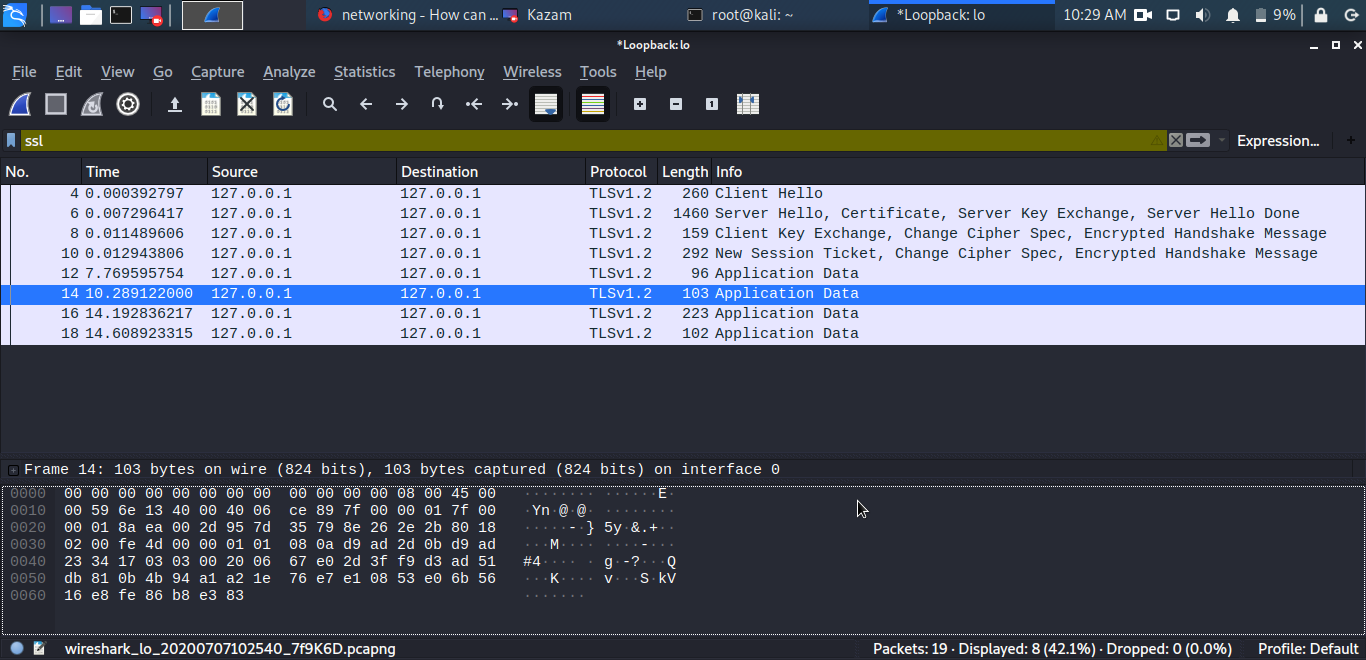 networking - How can ... Kazam root@kali: ~ *Loopback: lo 10:29 AM 9%
*Loopback: lo
File Edit View Go Capture Analyze Statistics Telephony Wireless Tools Help
ssl Expression... +
No. Time Source Destination Protocol Length Info
4 0.000392797 127.0.0.1 127.0.0.1 TLSv1.2 260 Client Hello
6 0.007296417 127.0.0.1 127.0.0.1 TLSv1.2 1460 Server Hello, Certificate, Server Key Exchange, Server Hello Done
8 0.011489606 127.0.0.1 127.0.0.1 TLSv1.2 159 Client Key Exchange, Change Cipher Spec, Encrypted Handshake Message
10 0.012943806 127.0.0.1 127.0.0.1 TLSv1.2 292 New Session Ticket, Change Cipher Spec, Encrypted Handshake Message
12 7.769595754 127.0.0.1 127.0.0.1 TLSv1.2 96 Application Data
14 10.289122000 127.0.0.1 127.0.0.1 TLSv1.2 103 Application Data
16 14.192836217 127.0.0.1 127.0.0.1 TLSv1.2 223 Application Data
18 14.608923315 127.0.0.1 127.0.0.1 TLSv1.2 102 Application Data
Frame 14: 103 bytes on wire (824 bits), 103 bytes captured (824 bits) on interface 0
0000 00 00 00 00 00 00 00 00 00 00 00 00 08 00 45 00 ········ ······E·
0010 00 59 6e 13 40 00 40 06 ce 89 7f 00 00 01 7f 00 ·Yn·@·@· ········
0020 00 01 8a ea 00 2d 95 7d 35 79 8e 26 2e 2b 80 18 ·····-·} 5y·&.+··
0030 02 00 fe 4d 00 00 01 01 08 0a d9 ad 2d 0b d9 ad ···M···· ····-···
0040 23 34 17 03 03 00 20 06 67 e0 2d 3f f9 d3 ad 51 #4···· · g·-?···Q
0050 db 81 0b 4b 94 a1 a2 1e 76 e7 e1 08 53 e0 6b 56 ···K···· v···S·kV
0060 16 e8 fe 86 b8 e3 83 ·······
wireshark_lo_20200707102540_7f9K6D.pcapng Packets: 19 · Displayed: 8 (42.1%) · Dropped: 0 (0.0%) Profile: Default